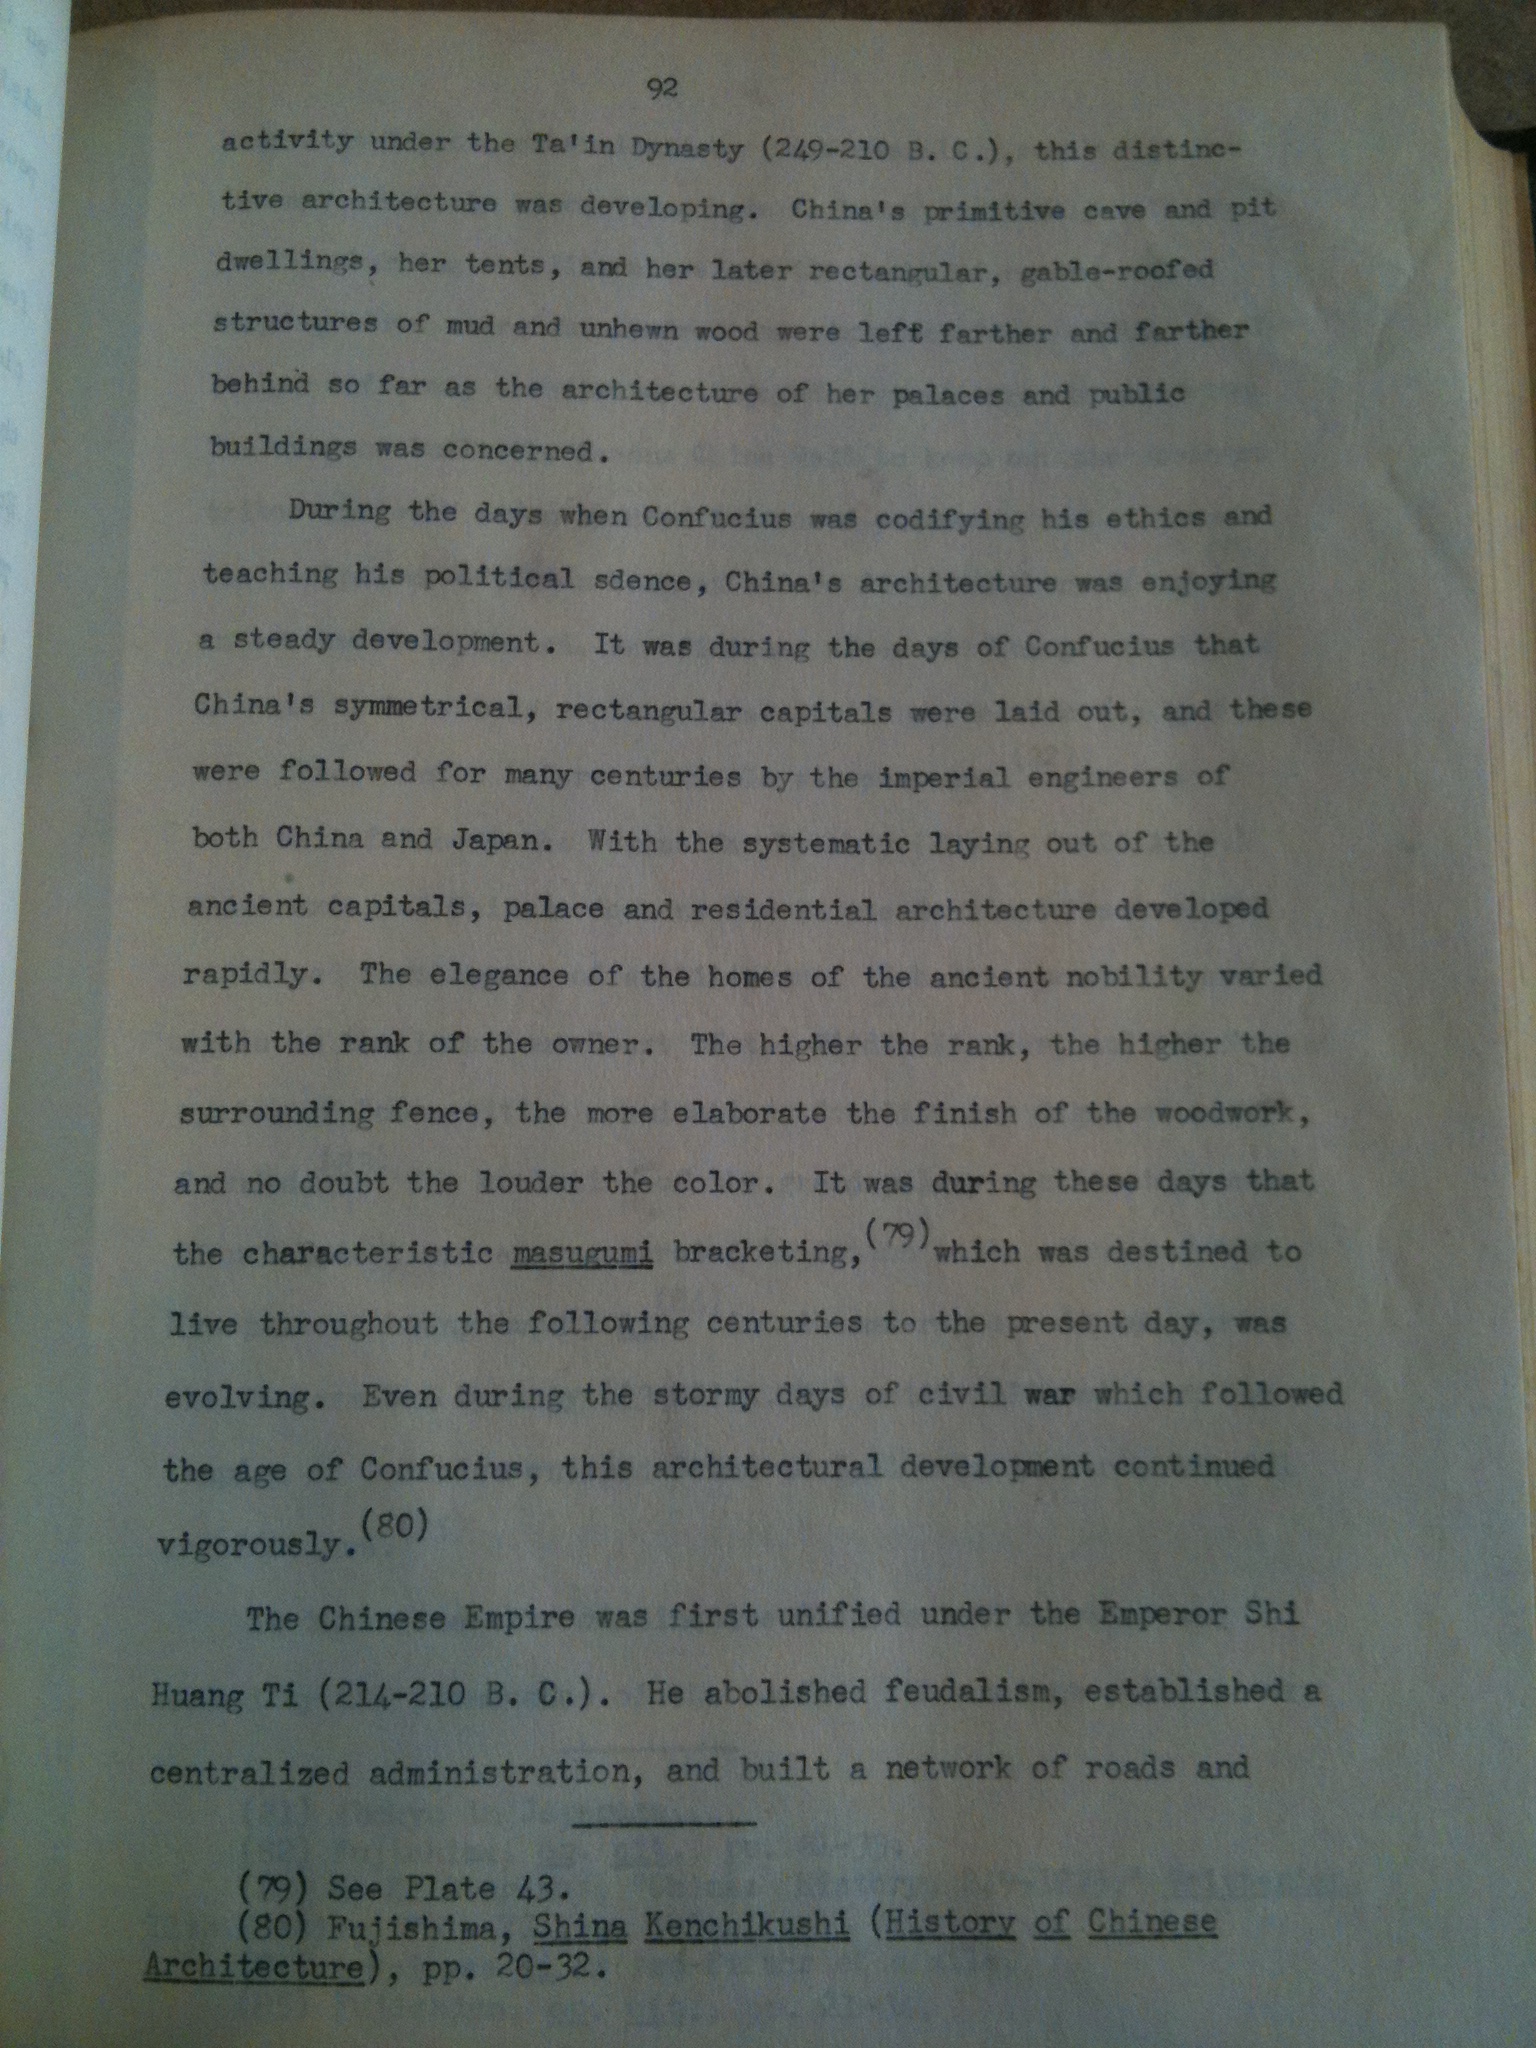 92
activity under the Ta'in Dynasty (249-210 B. C.), this distinc-
tive architecture was developing. China's primitive cave and pit
dwellings, her tents, and her later rectangular, gable-roofed
structures of mud and unhewn wood were left farther and farther
behind so far as the architecture of her palaces and public
buildings was concerned.
During the days when Confucius was codifying his ethics and
teaching his political sdence, China's architecture was enjoying
a steady development. It was during the days of Confucius that
China's symmetrical, rectangular capitals were laid out, and these
were followed for many centuries by the imperial engineers of
both China and Japan. With the systematic laying out of the
ancient capitals, palace and residential architecture developed
rapidly. The elegance of the homes of the ancient nobility varied
with the rank of the owner. The higher the rank, the higher the
surrounding fence, the more elaborate the finish of the woodwork,
and no doubt the louder the color. It was during these days that
the characteristic masugumi bracketing,(79) which was destined to
live throughout the following centuries to the present day, was
evolving. Even during the stormy days of civil war which followed
the age of Confucius, this architectural development continued
vigorously.(80)
The Chinese Empire was first unified under the Emperor Shi
Huang Ti (214-210 B. C.). He abolished feudalism, established a
centralized administration, and built a network of roads and
(79) See Plate 43.
(80) Fujishima, Shina Kenchikushi (History of Chinese
Architecture), pp. 20-32.